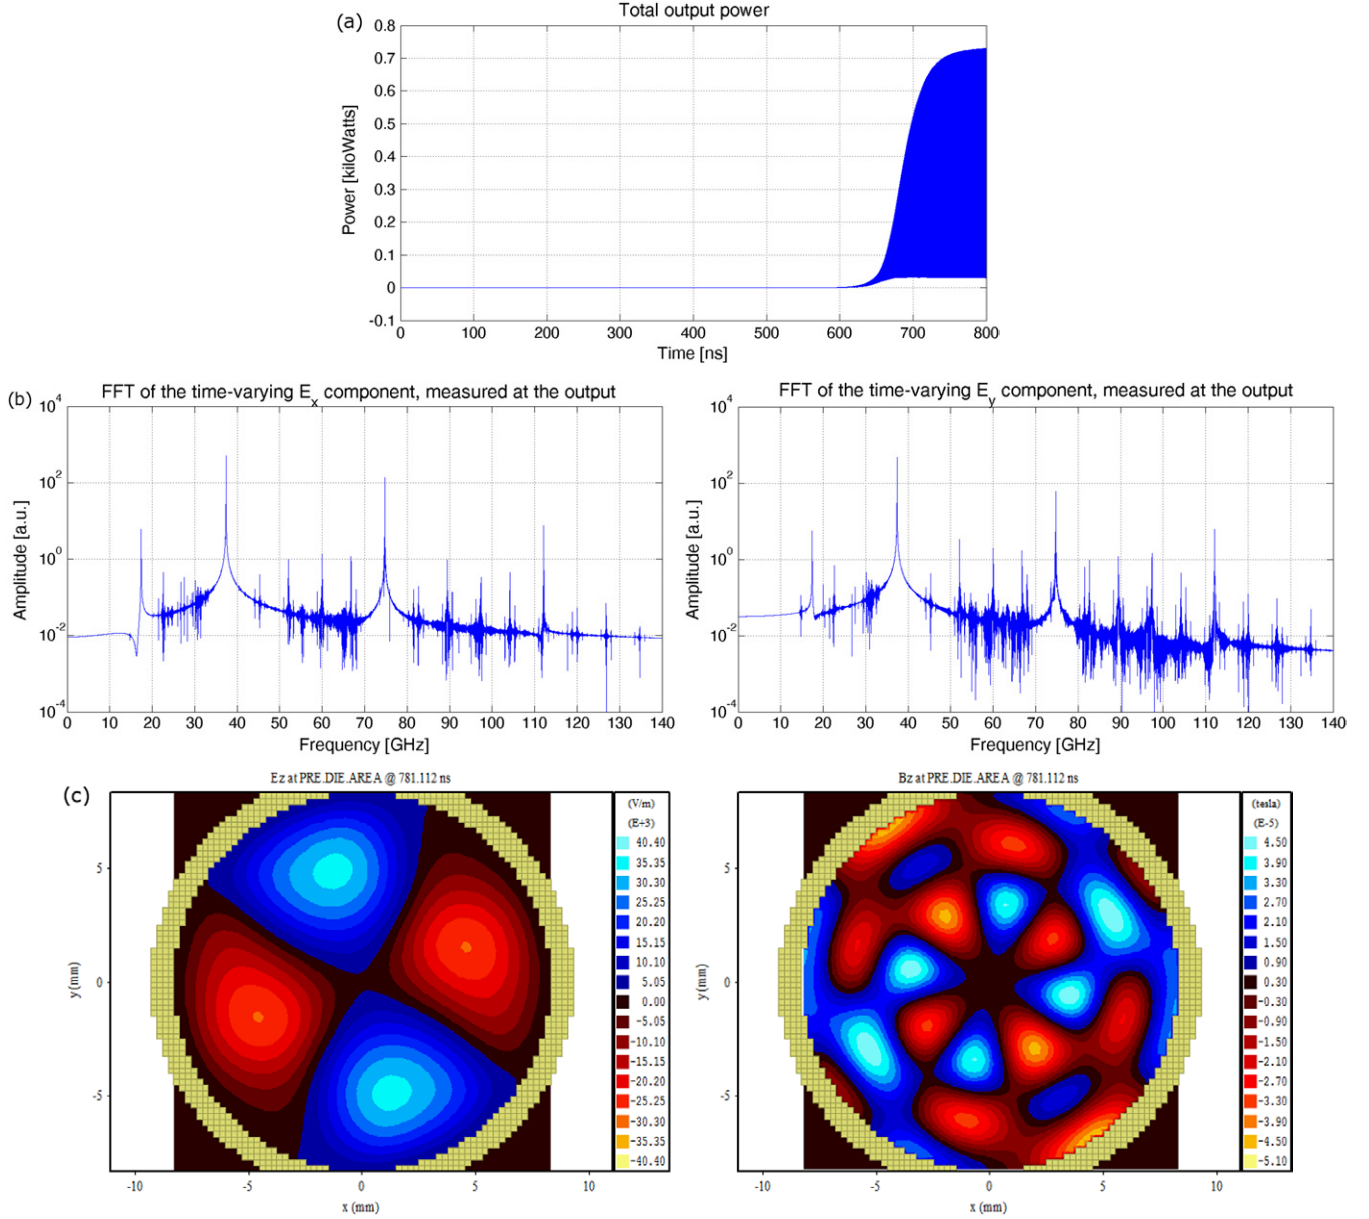 (a)
Total output power
Power [kiloWatts]
0.8
0.7
0.6
0.5
0.4
0.3
0.2
0.1
0
-0.1
0 100 200 300 400 500 600 700 800
Time [ns]
(b)
FFT of the time-varying E_x component, measured at the output
Amplitude [a.u.]
10^4
10^2
10^0
10^-2
10^-4
0 10 20 30 40 50 60 70 80 90 100 110 120 130 140
Frequency [GHz]
FFT of the time-varying E_y component, measured at the output
Amplitude [a.u.]
10^4
10^2
10^0
10^-2
10^-4
0 10 20 30 40 50 60 70 80 90 100 110 120 130 140
Frequency [GHz]
(c)
Ez at PRE.DIE.AREA @ 781.112 ns
y (mm)
5
0
-5
-10 -5 0 5 10
x (mm)
(V/m)
(E+3)
40.40
35.35
30.30
25.25
20.20
15.15
10.10
5.05
0.00
-5.05
-10.10
-15.15
-20.20
-25.25
-30.30
-35.35
-40.40
Bz at PRE.DIE.AREA @ 781.112 ns
y (mm)
5
0
-5
-10 -5 0 5 10
x (mm)
(tesla)
(E-5)
4.50
3.90
3.30
2.70
2.10
1.50
0.90
0.30
-0.30
-0.90
-1.50
-2.10
-2.70
-3.30
-3.90
-4.50
-5.10